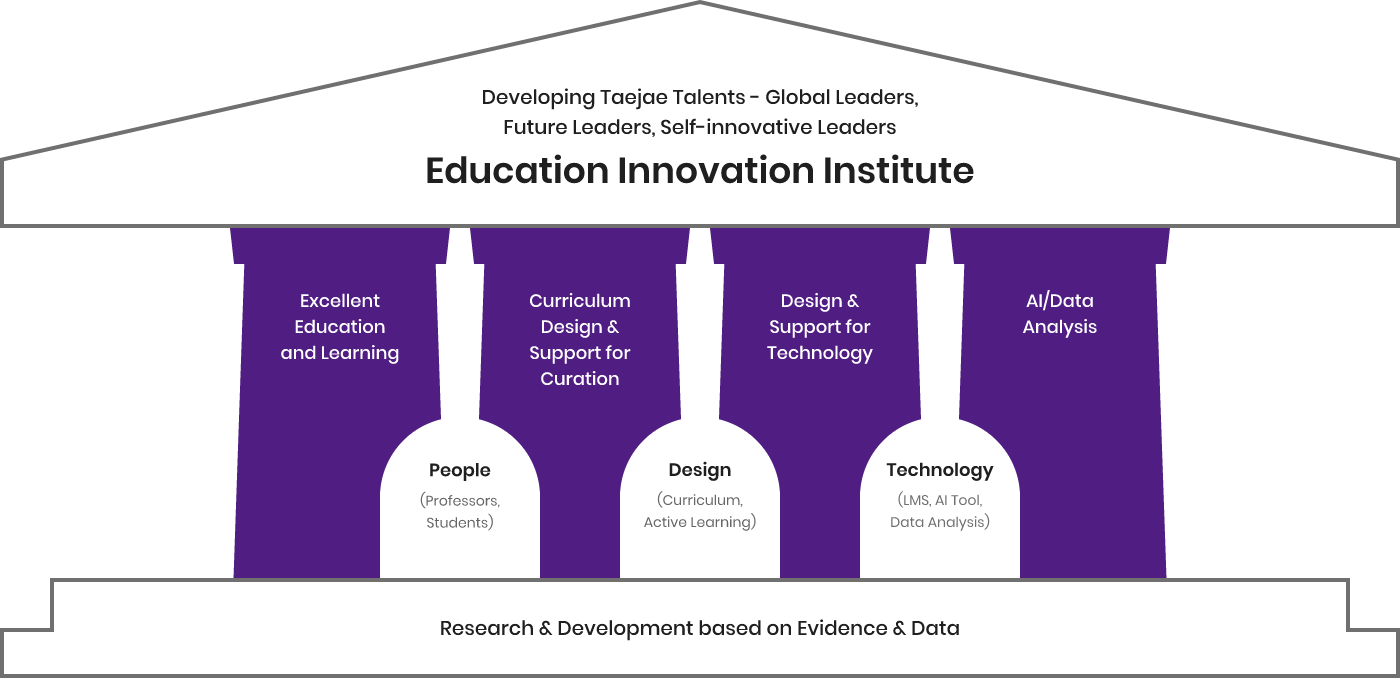 Developing Taejae Talents - Global Leaders,
Future Leaders, Self-innovative Leaders
Education Innovation Institute
Excellent
Education
and Learning
Curriculum
Design &
Support for
Curation
Design &
Support for
Technology
AI/Data
Analysis
People
(Professors,
Students)
Design
(Curriculum,
Active Learning)
Technology
(LMS, AI Tool,
Data Analysis)
Research & Development based on Evidence & Data